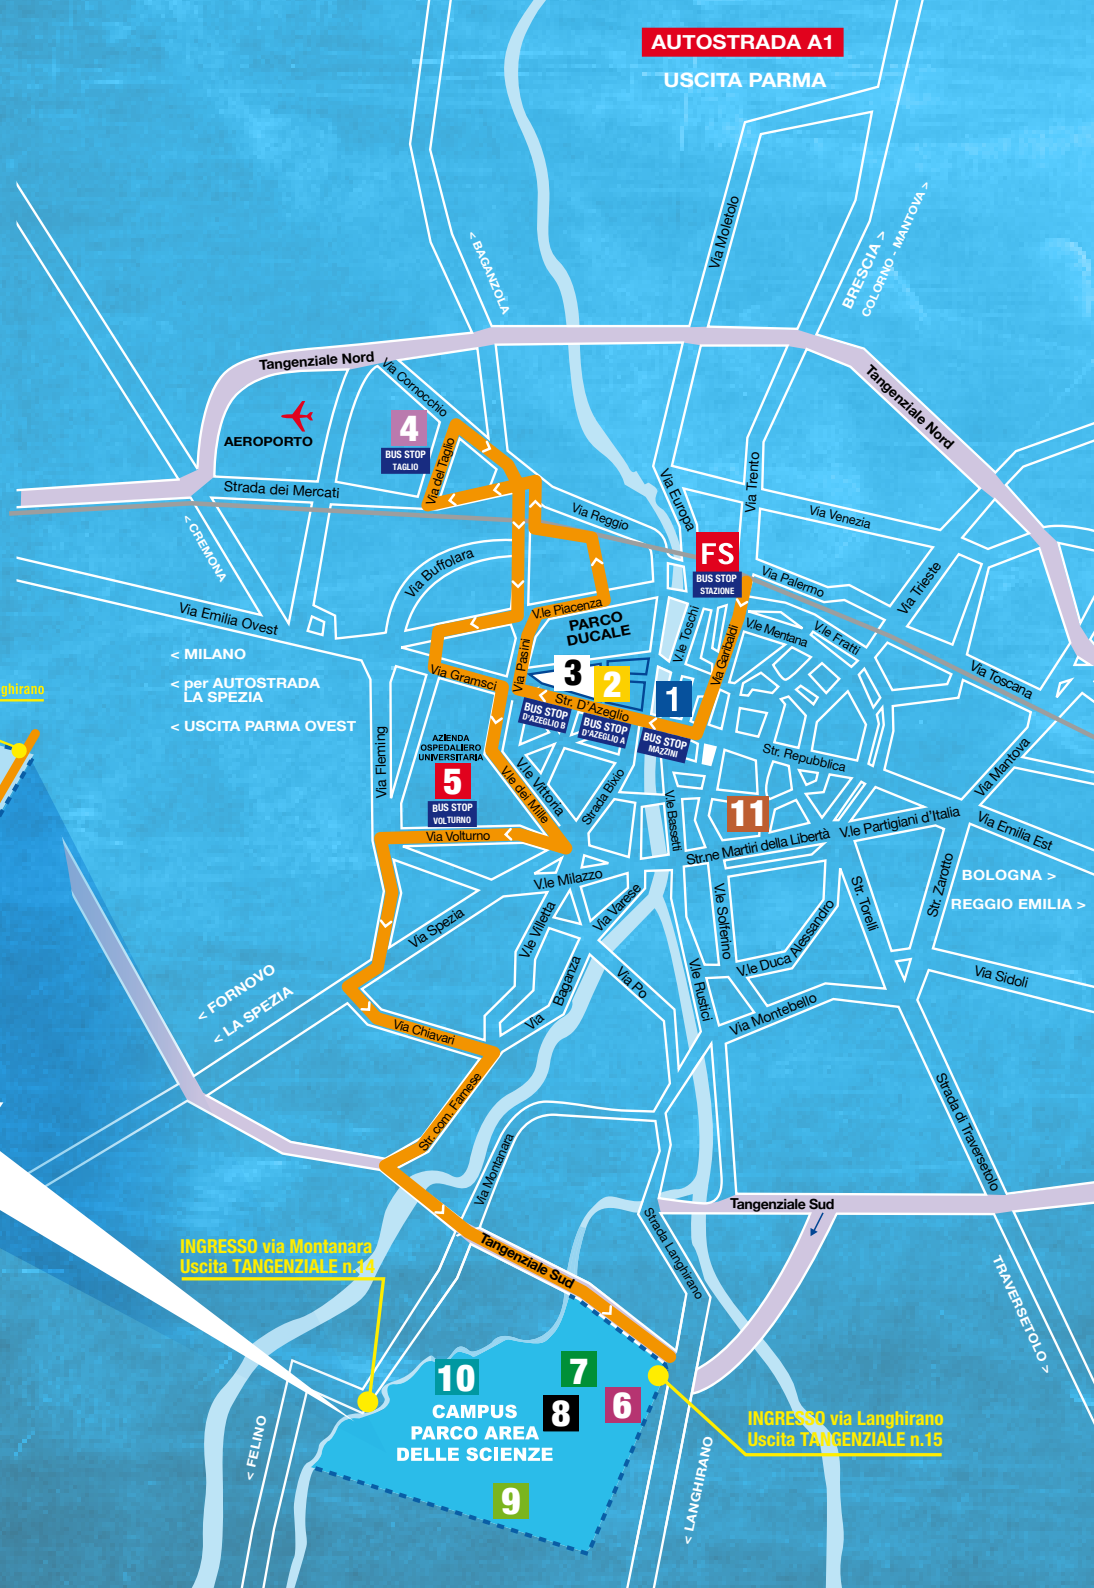 AUTOSTRADA A1
USCITA PARMA
< BAGANZOLA
Via Moletolo
BRESCIA >
COLORNO - MANTOVA >
Tangenziale Nord
Via Cornocchio
Tangenziale Nord
AEROPORTO
4
BUS STOP
TAGLIO
Via del Taglio
Strada dei Mercati
Via Europa
Via Trento
Via Reggio
Via Venezia
< CREMONA
Via Buffolara
FS
BUS STOP
STAZIONE
Via Palermo
Via Trieste
Via Emilia Ovest
V.le Piacenza
PARCO
DUCALE
V.le Toschi
Via Garibaldi
V.le Mentana
V.le Fratti
< MILANO
< per AUTOSTRADA
LA SPEZIA
< USCITA PARMA OVEST
ghirano
Via Gramsci
Via Pasini
3
2
1
Via Toscana
Str. D'Azeglio
BUS STOP
D'AZEGLIO B
BUS STOP
D'AZEGLIO A
BUS STOP
MAZZINI
AZIENDA
OSPEDALIERO
UNIVERSITARIA
5
BUS STOP
VOLTURNO
Via Fleming
V.le dei Mille
V.le Vittoria
Strada Bixio
V.le Bassetti
Str. Repubblica
Via Mantova
11
Via Volturno
Str.ne Martiri della Libertà
V.le Partigiani d'Italia
Via Emilia Est
BOLOGNA >
REGGIO EMILIA >
V.le Milazzo
Via Spezia
V.le Villetta
Via Varese
V.le Solferino
V.le Duca Alessandro
Str. Torelli
Str. Zarotto
Via Sidoli
< FORNOVO
< LA SPEZIA
Via Baganza
Via Po
V.le Rustici
Via Montebello
Via Chiavari
Str. com. Farnese
Via Montanara
Strada di Traversetolo
Tangenziale Sud
Strada Langhirano
INGRESSO via Montanara
Uscita TANGENZIALE n.14
Tangenziale Sud
TRAVERSETOLO >
10
7
8
6
CAMPUS
PARCO AREA
DELLE SCIENZE
9
INGRESSO via Langhirano
Uscita TANGENZIALE n.15
< FELINO
< LANGHIRANO